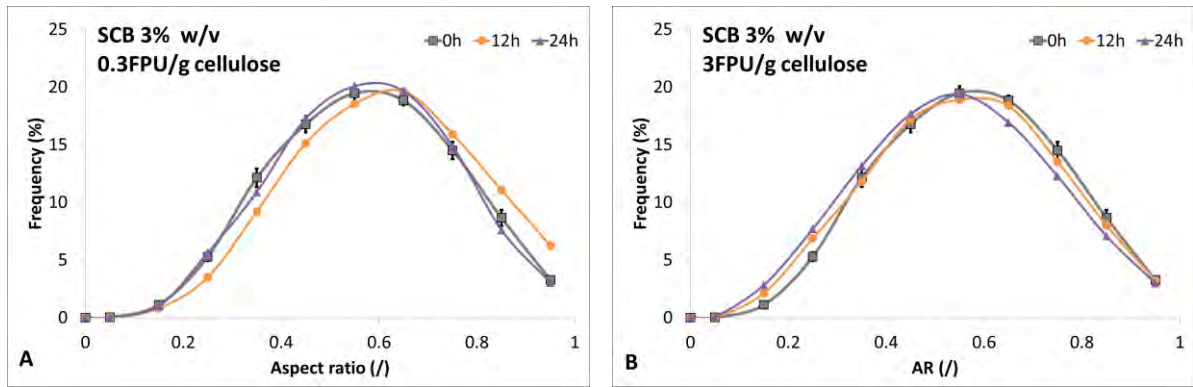 SCB 3% w/v
0.3FPU/g cellulose
0h 12h 24h
Frequency (%)
25
20
15
10
5
0
0 0.2 0.4 0.6 0.8 1
Aspect ratio (/)
A
SCB 3% w/v
3FPU/g cellulose
0h 12h 24h
Frequency (%)
25
20
15
10
5
0
0 0.2 0.4 0.6 0.8 1
AR (/)
B